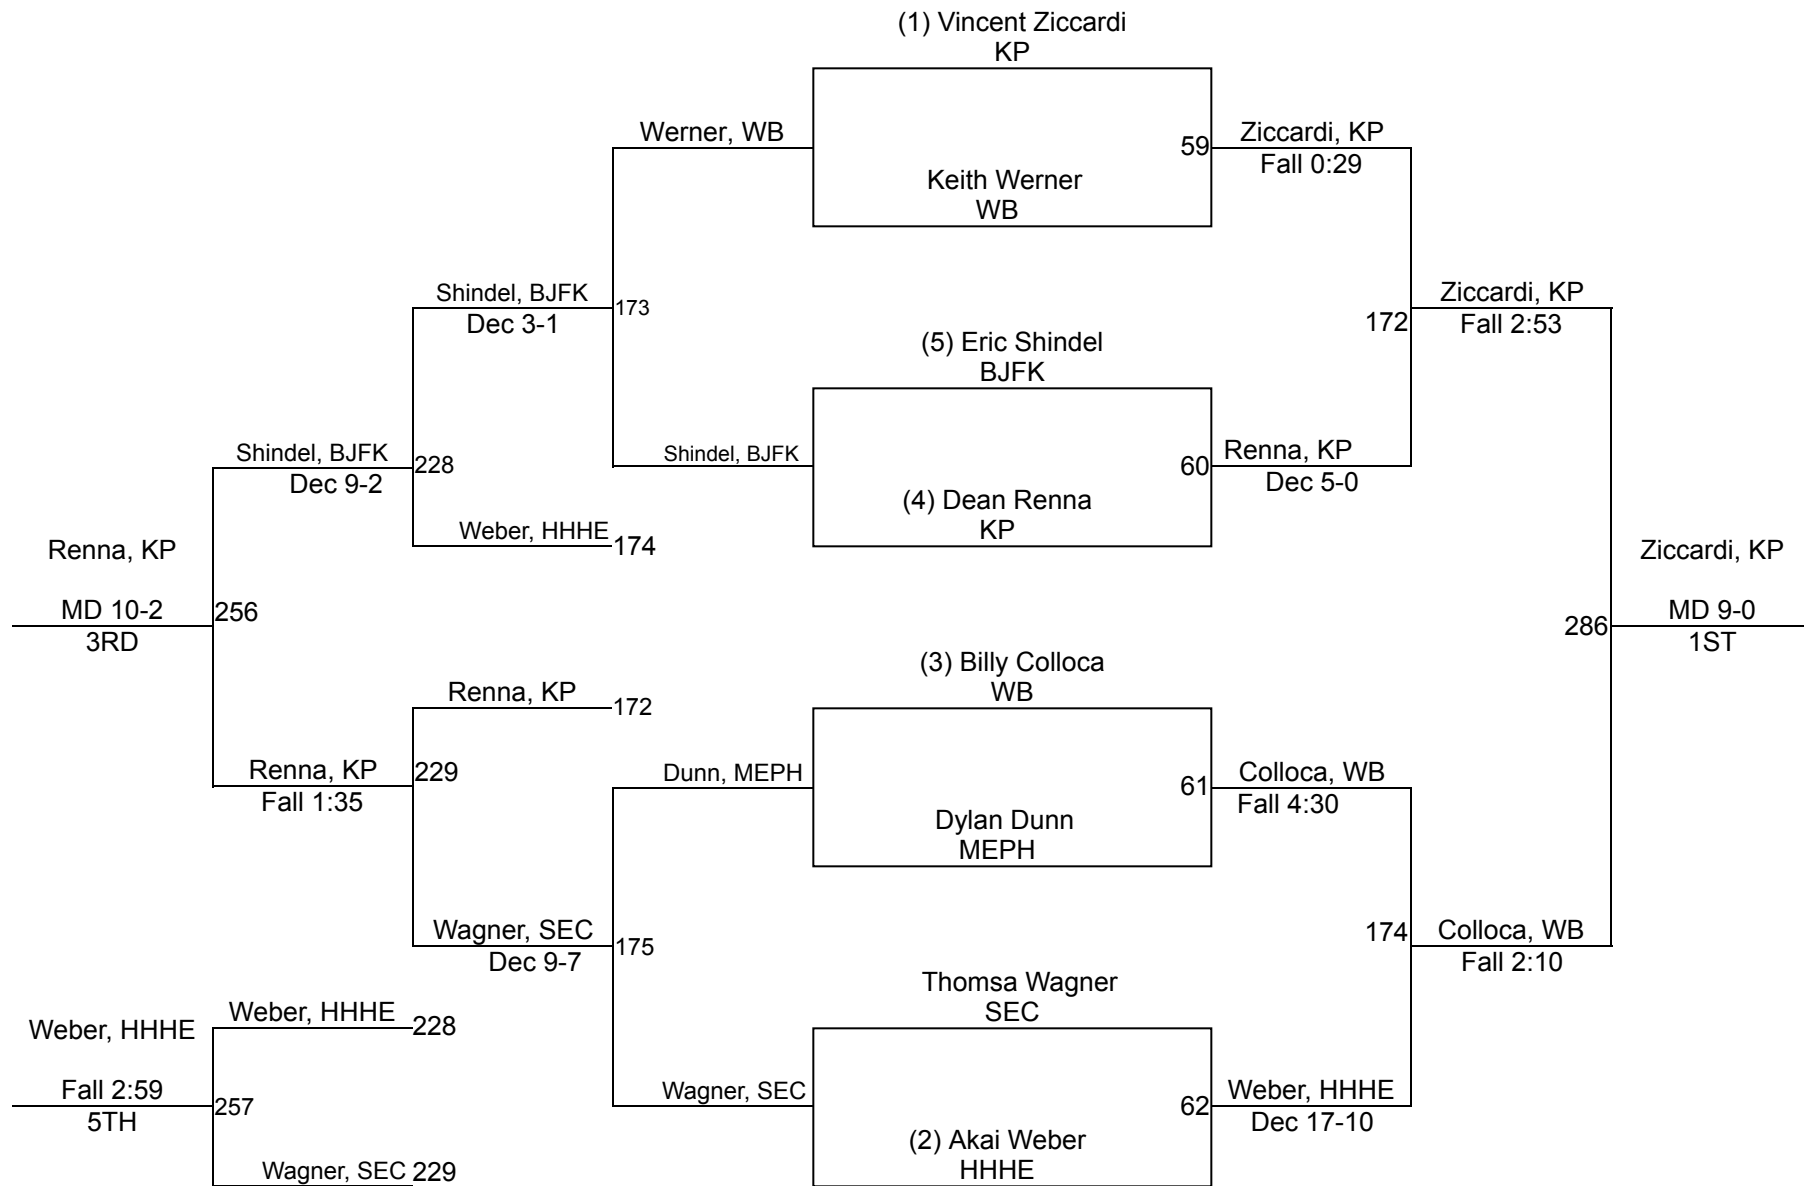 (1) Vincent Ziccardi
KP
Werner, WB
59
Ziccardi, KP
Fall 0:29
Keith Werner
WB
Shindel, BJFK
Dec 3-1
173
(5) Eric Shindel
BJFK
172
Ziccardi, KP
Fall 2:53
Shindel, BJFK
Dec 9-2
228
Shindel, BJFK
60
Renna, KP
Dec 5-0
(4) Dean Renna
KP
Weber, HHHE
174
Renna, KP
MD 10-2
3RD
256
Ziccardi, KP
MD 9-0
1ST
286
(3) Billy Colloca
WB
Renna, KP
172
Renna, KP
Fall 1:35
229
Dunn, MEPH
61
Colloca, WB
Fall 4:30
Dylan Dunn
MEPH
Wagner, SEC
Dec 9-7
175
174
Colloca, WB
Fall 2:10
Thomsa Wagner
SEC
Weber, HHHE
228
Weber, HHHE
Fall 2:59
5TH
257
Wagner, SEC
62
Weber, HHHE
Dec 17-10
(2) Akai Weber
HHHE
Wagner, SEC
229